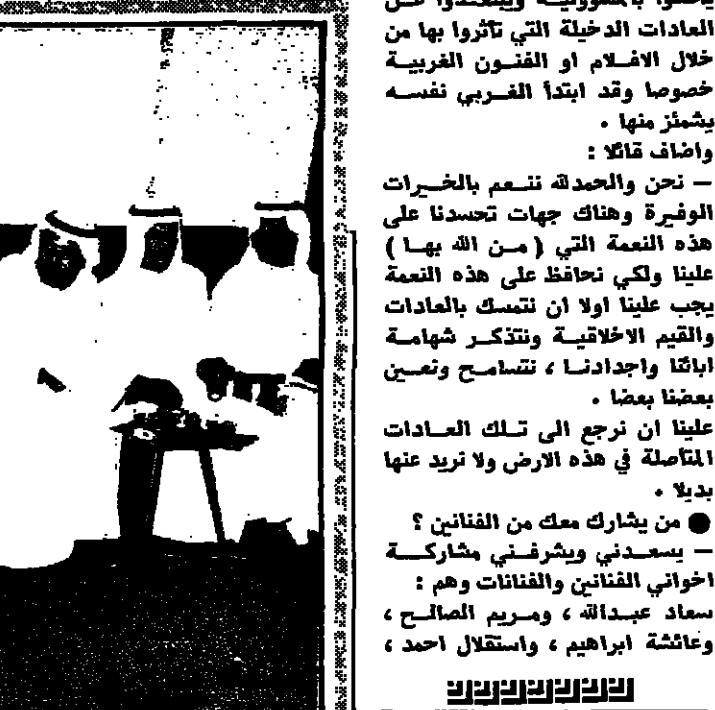 العادات الدخيلة التي تأثروا بها من
خلال الافلام او الفنون الغربية
خصوصا وقد ابتدأ الغربي نفسه
يشمئز منها .
واضاف قائلا :
— نحن والحمدلله ننعم بالخيرات
الوفيرة وهناك جهات تحسدنا على
هذه النعمة التي ( من الله بها )
علينا ولكي نحافظ على هذه النعمة
يجب علينا اولا ان نتمسك بالعادات
والقيم الاخلاقية ونتذكر شهامة
ابائنا واجدادنا ، نتسامح ونعين
بعضنا بعضا .
علينا ان نرجع الى تلك العادات
المتأصلة في هذه الارض ولا نريد عنها
بديلا .
● من يشارك معك من الفنانين ؟
— يسعدني ويشرفني مشاركة
اخواني الفنانين والفنانات وهم :
سعاد عبدالله ، ومريم الصالح ،
وعائشة ابراهيم ، واستقلال احمد ،